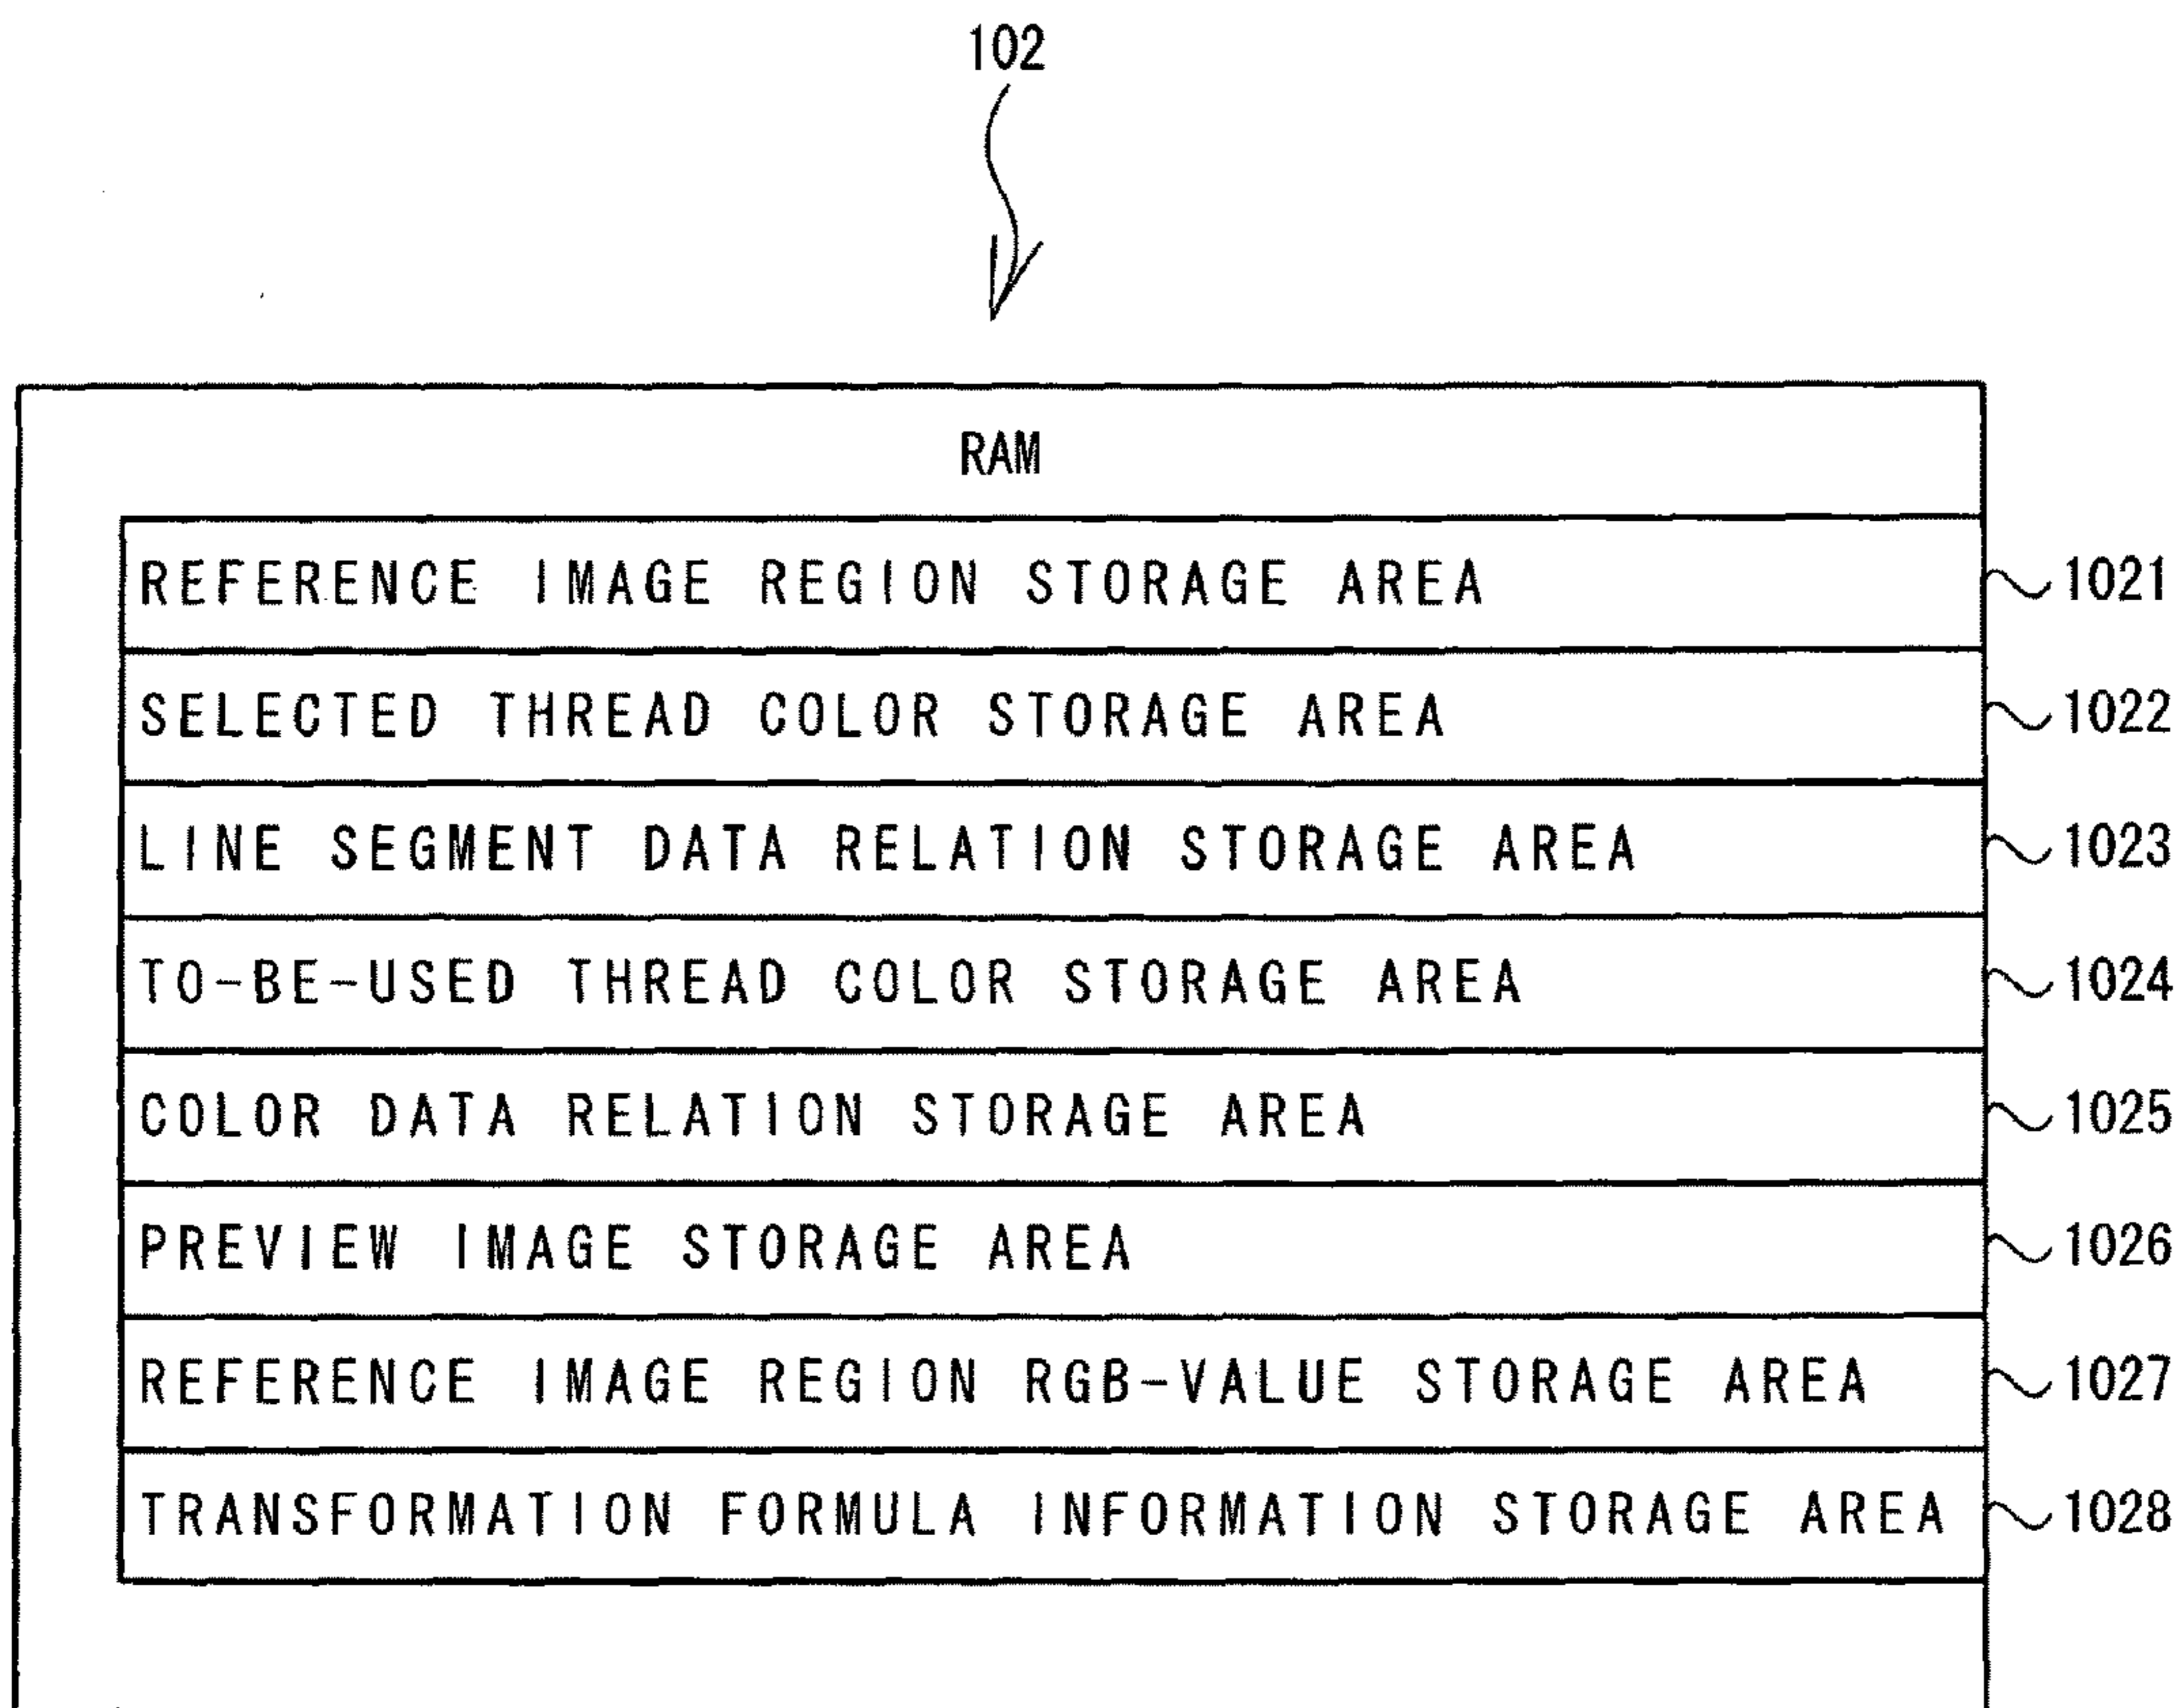 102
RAM
REFERENCE IMAGE REGION STORAGE AREA 1021
SELECTED THREAD COLOR STORAGE AREA 1022
LINE SEGMENT DATA RELATION STORAGE AREA 1023
TO-BE-USED THREAD COLOR STORAGE AREA 1024
COLOR DATA RELATION STORAGE AREA 1025
PREVIEW IMAGE STORAGE AREA 1026
REFERENCE IMAGE REGION RGB-VALUE STORAGE AREA 1027
TRANSFORMATION FORMULA INFORMATION STORAGE AREA 1028